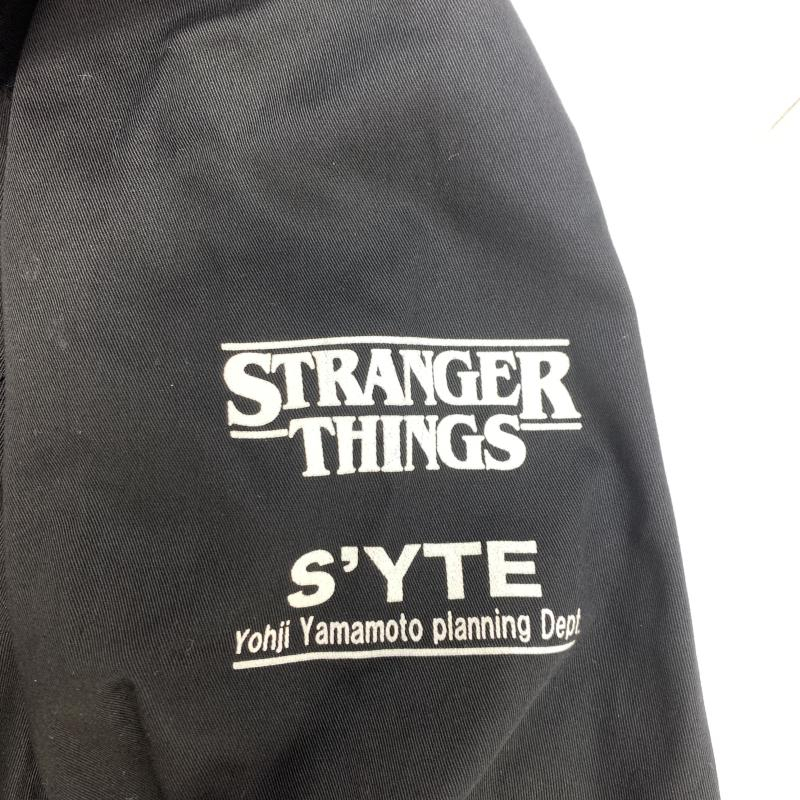 STRANGER
THINGS
s’YTE
Yohji Yamamoto planning Dept